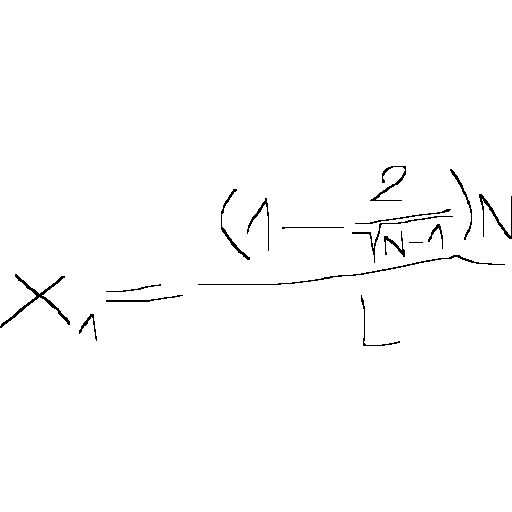 X_1 = \frac{(1 - \frac{2}{\sqrt{N-1}})N}{L}